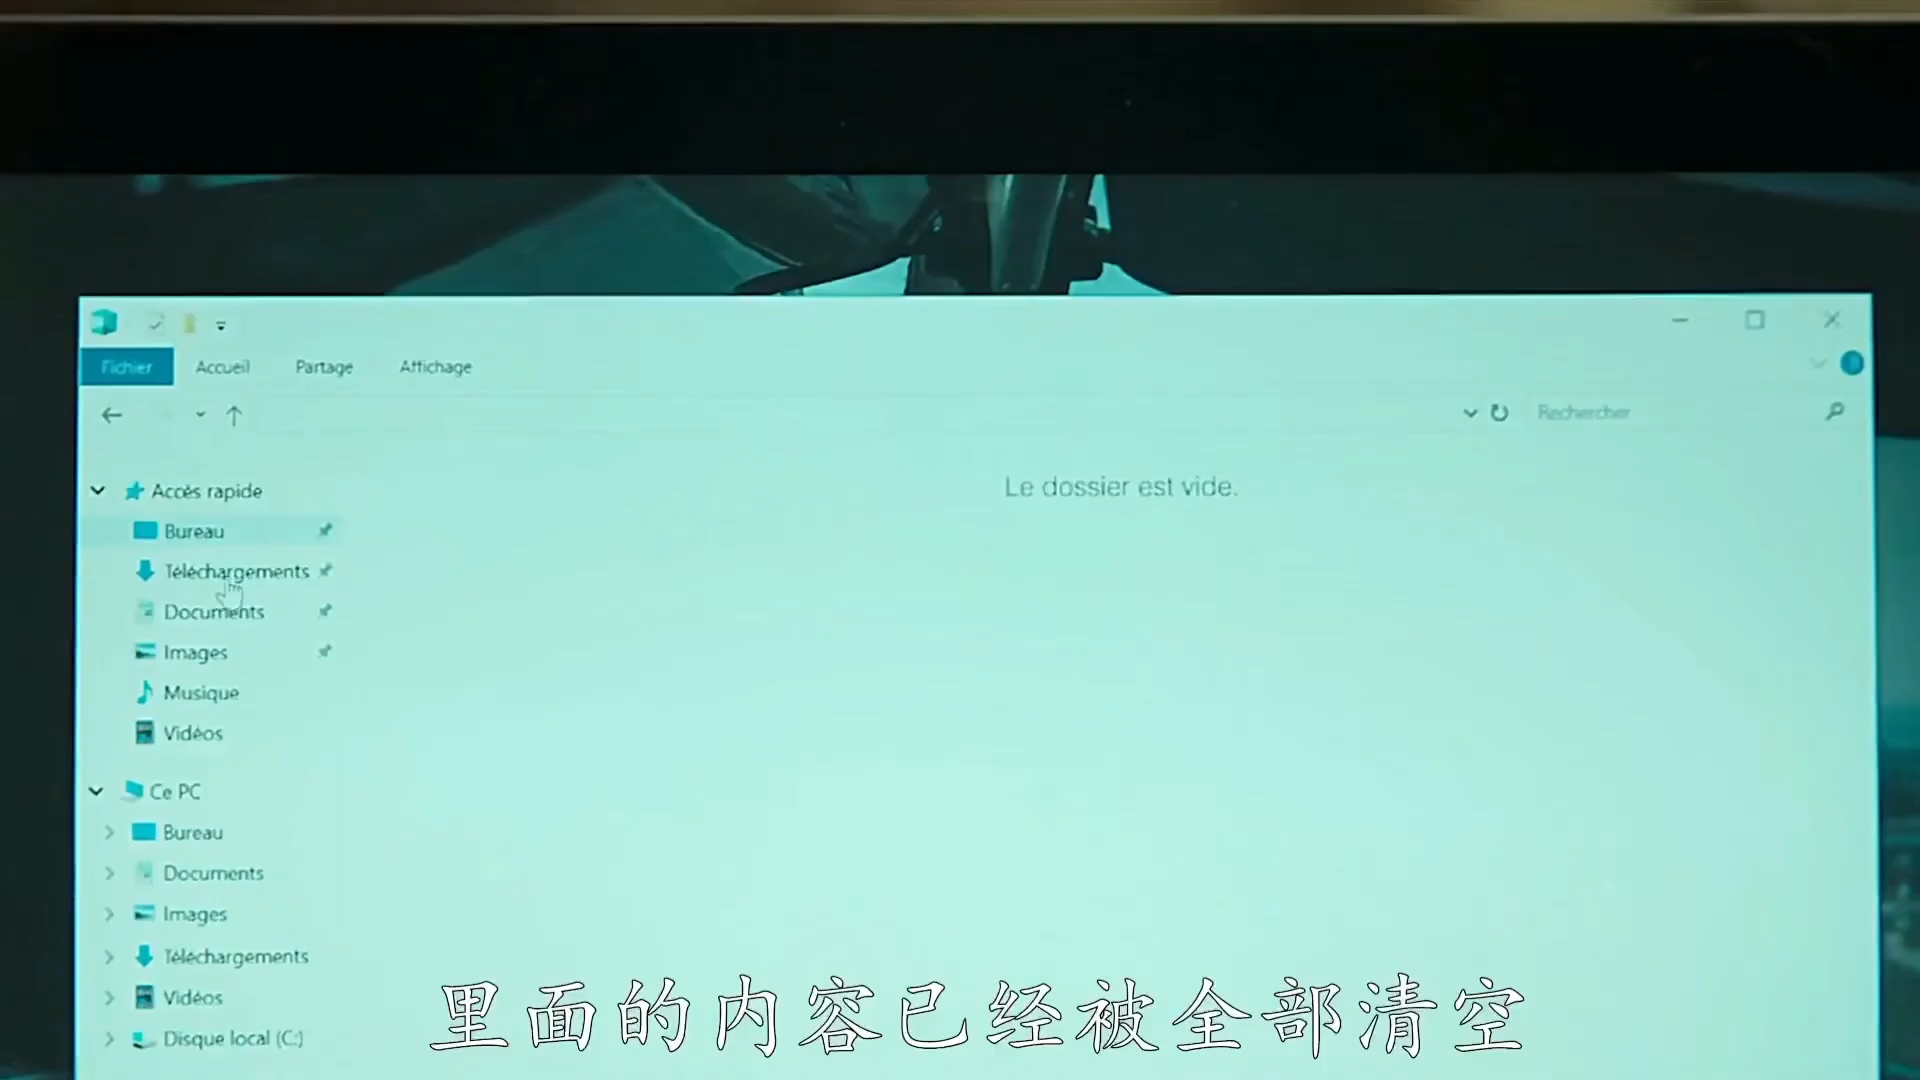 Fichier Accueil Partage Affichage
Rechercher
Accès rapide
Le dossier est vide.
Bureau
Téléchargements
Documents
Images
Musique
Vidéos
Ce PC
Bureau
Documents
Images
Téléchargements
Vidéos
Disque local (C:)
里面的内容已经被全部清空